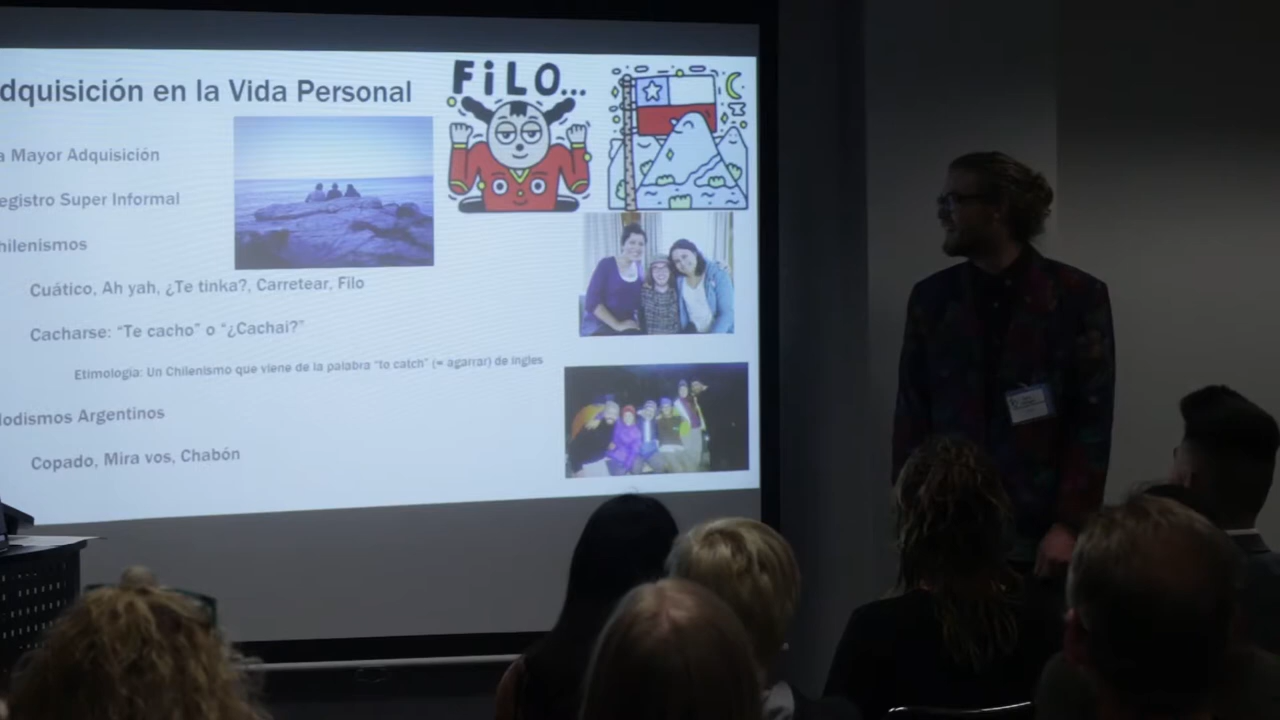 dquisición en la Vida Personal
FiLO...
a Mayor Adquisición
egistro Super Informal
hilenismos
Cuático, Ah yah, ¿Te tinka?, Carretear, Filo
Cacharse: “Te cacho” o “¿Cachai?”
Etimología: Un Chilenismo que viene de la palabra “to catch” (= agarrar) de Ingles
lodismos Argentinos
Copado, Mira vos, Chabón